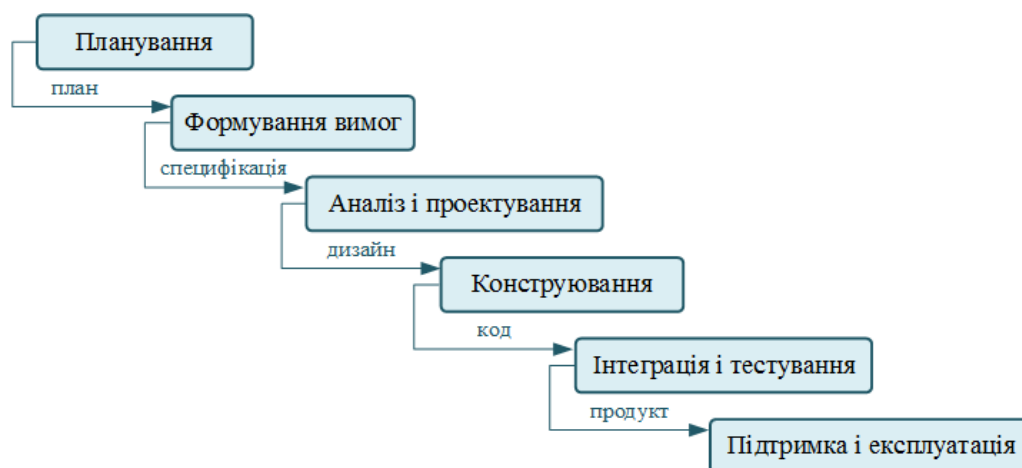 Планування
план
Формування вимог
специфікація
Аналіз і проектування
дизайн
Конструювання
код
Інтеграція і тестування
продукт
Підтримка і експлуатація